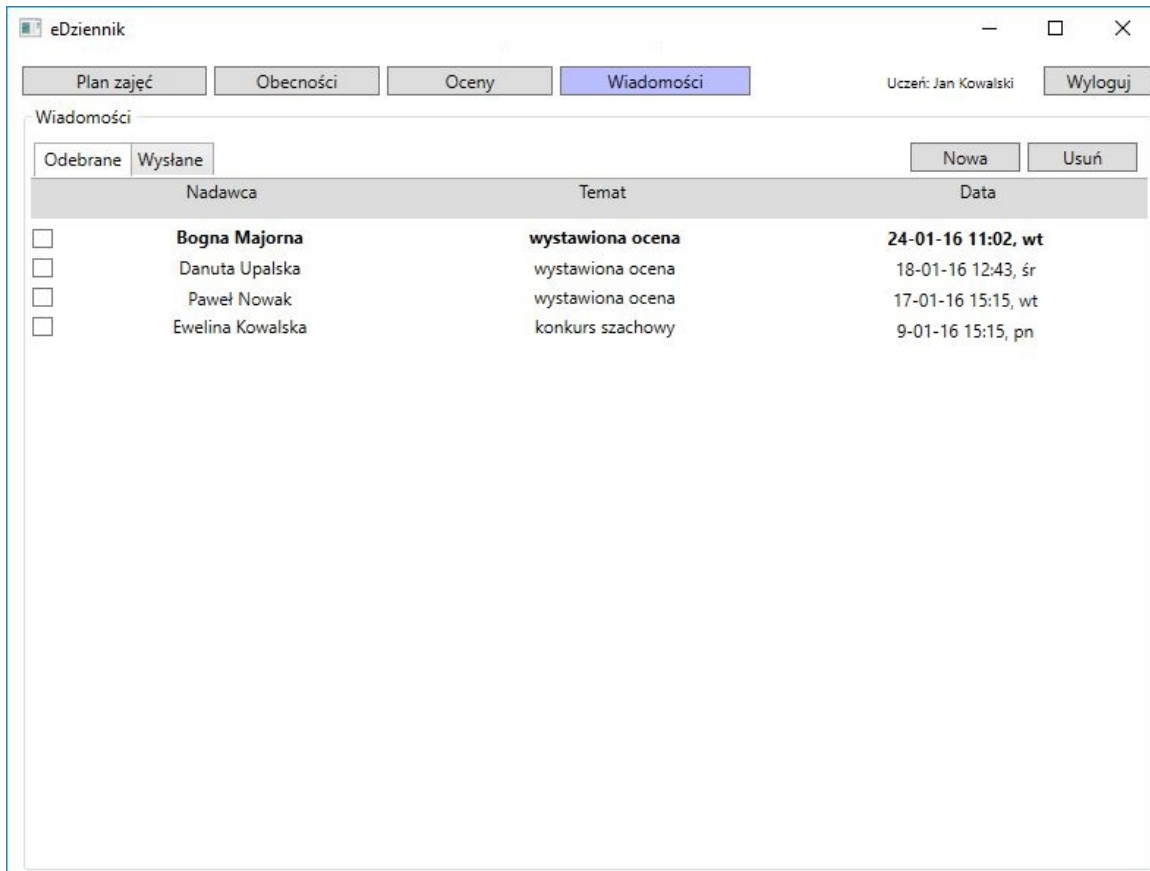 eDziennik
Plan zajęć Obecności Oceny Wiadomości Uczeń: Jan Kowalski Wyloguj
Wiadomości
Odebrane Wysłane Nowa Usuń
Nadawca Temat Data
Bogna Majorna wystawiona ocena 24-01-16 11:02, wt
Danuta Upalska wystawiona ocena 18-01-16 12:43, śr
Paweł Nowak wystawiona ocena 17-01-16 15:15, wt
Ewelina Kowalska konkurs szachowy 9-01-16 15:15, pn